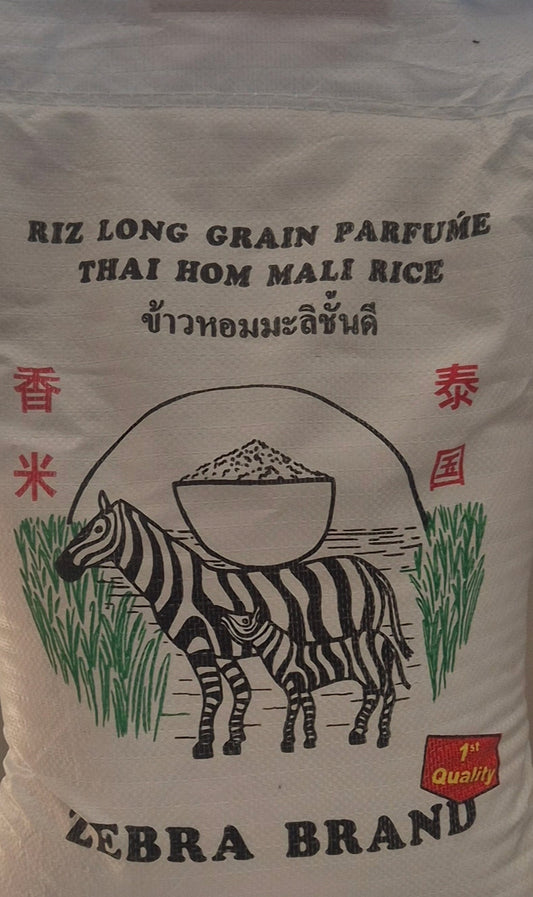 RIZ LONG GRAIN PARFUMÉ
THAI HOM MALI RICE
ข้าวหอมมะลิชั้นดี
香米
泰国
1st
Quality
ZEBRA BRAND